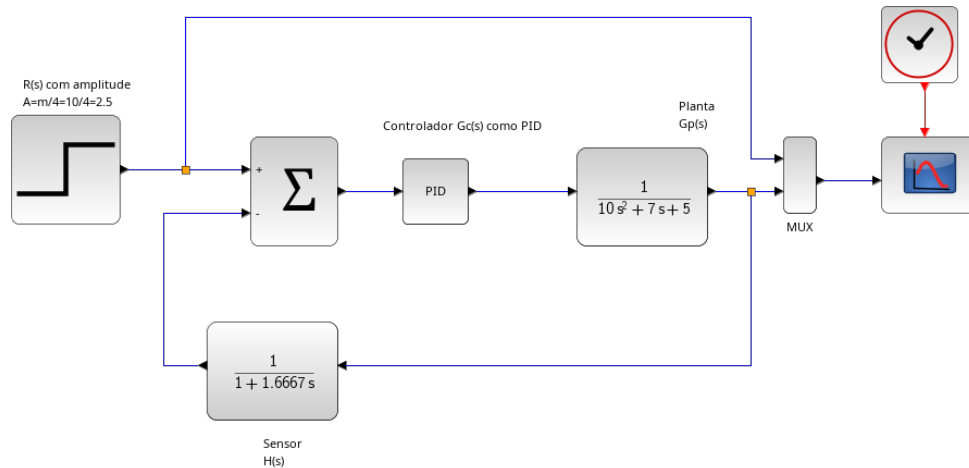 R(s) com amplitude
A=m/4=10/4=2.5
Controlador Gc(s) como PID
Planta
Gp(s)
+
-
Σ
PID
1
10 s² + 7 s + 5
MUX
1
1 + 1.6667 s
Sensor
H(s)